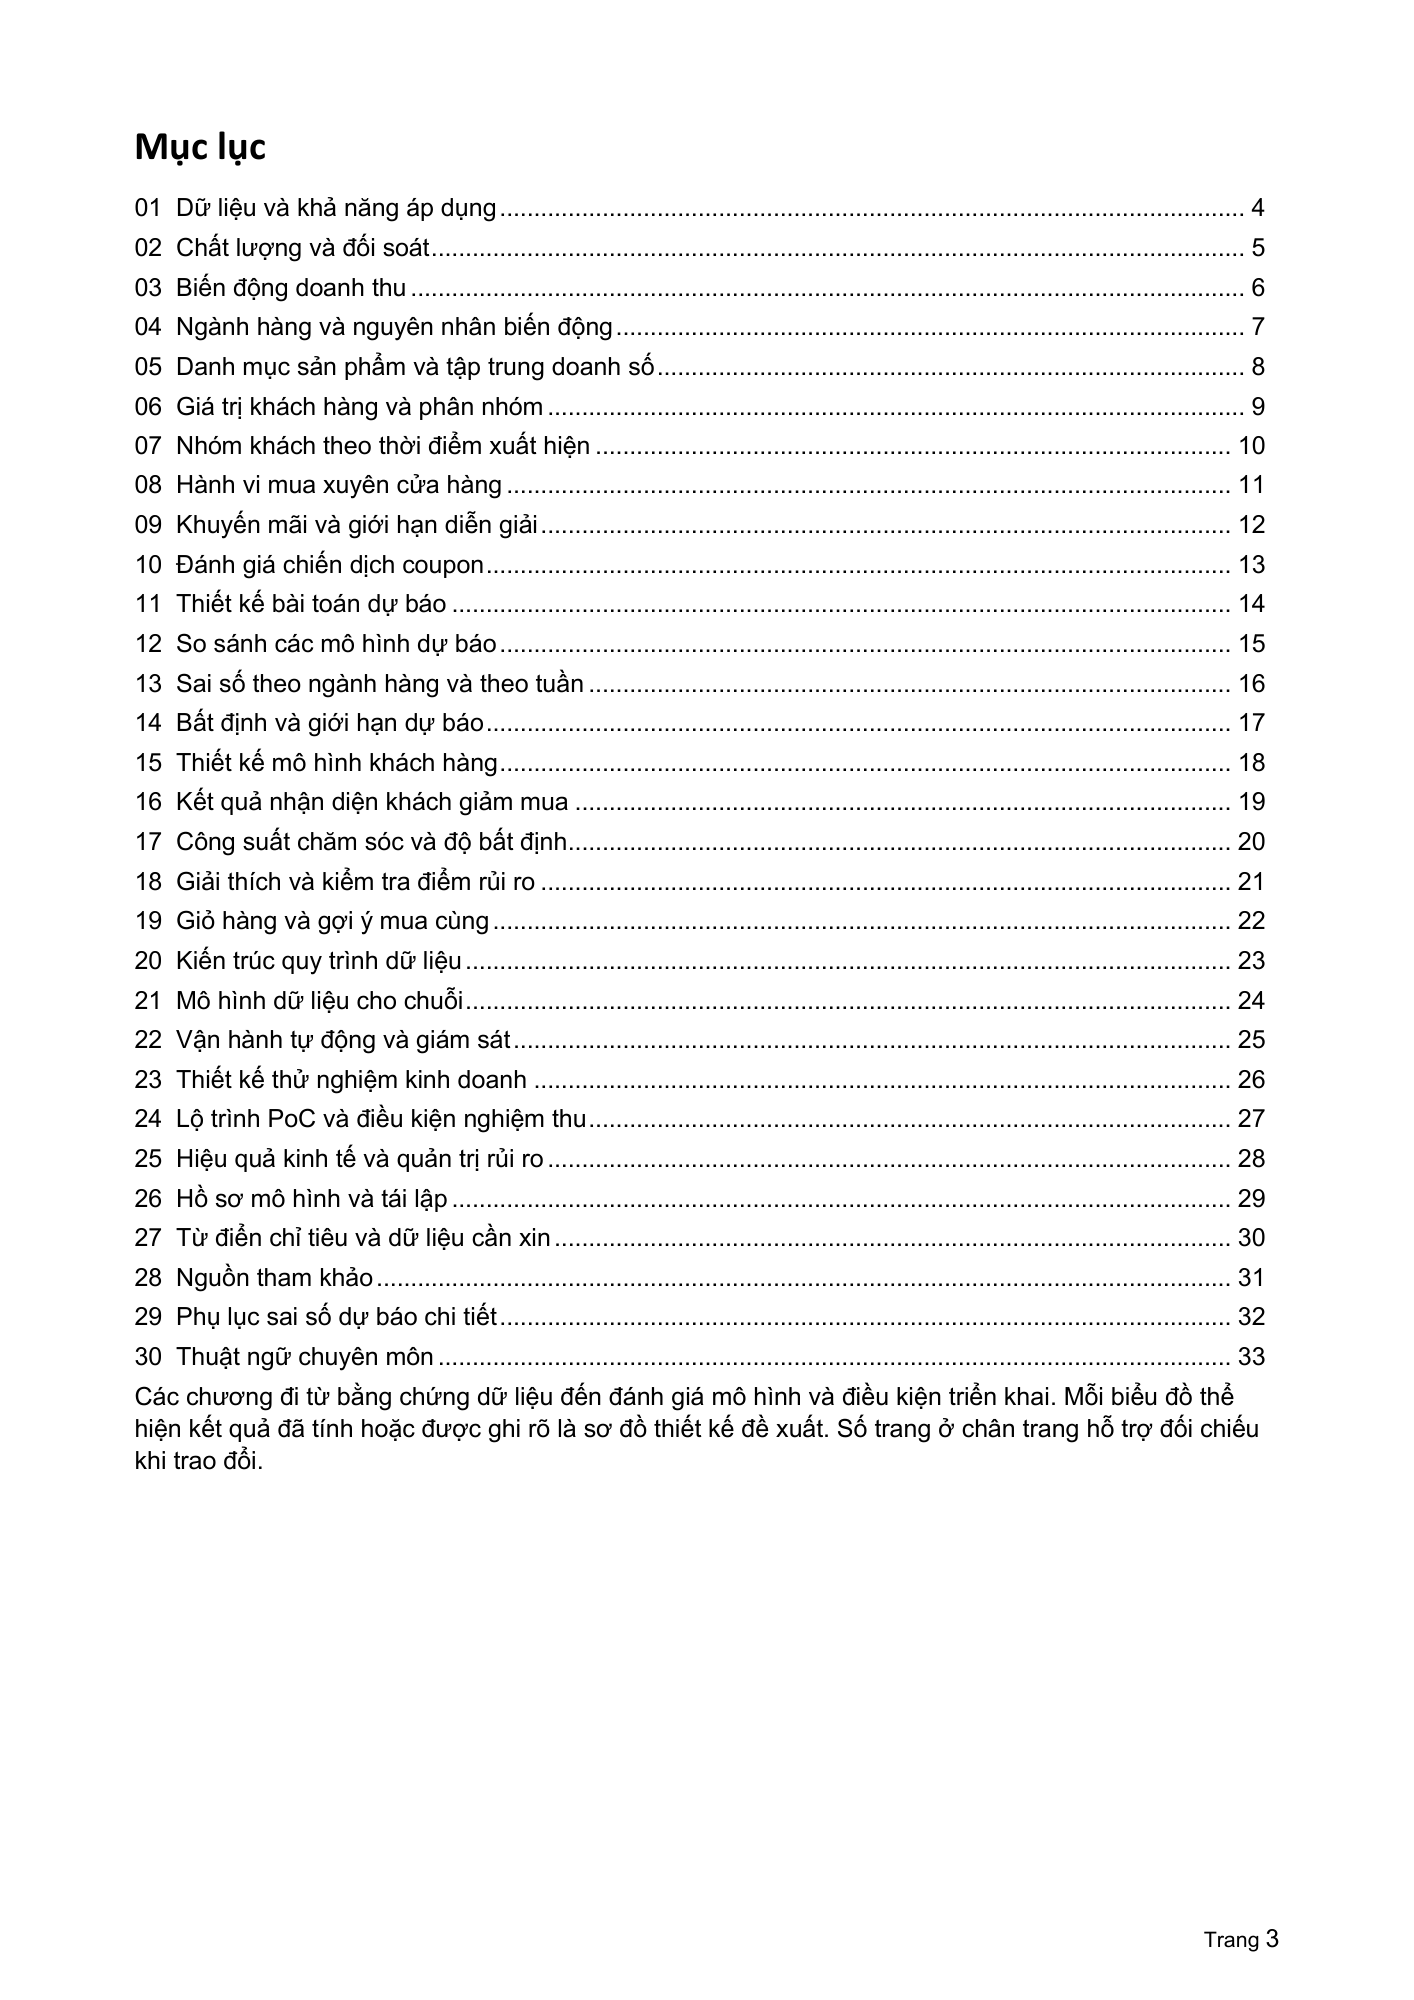 Mục lục
01 Dữ liệu và khả năng áp dụng ........ 4
02 Chất lượng và đối soát ........ 5
03 Biến động doanh thu ........ 6
04 Ngành hàng và nguyên nhân biến động ........ 7
05 Danh mục sản phẩm và tập trung doanh số ........ 8
06 Giá trị khách hàng và phân nhóm ........ 9
07 Nhóm khách theo thời điểm xuất hiện ........ 10
08 Hành vi mua xuyên cửa hàng ........ 11
09 Khuyến mãi và giới hạn diễn giải ........ 12
10 Đánh giá chiến dịch coupon ........ 13
11 Thiết kế bài toán dự báo ........ 14
12 So sánh các mô hình dự báo ........ 15
13 Sai số theo ngành hàng và theo tuần ........ 16
14 Bất định và giới hạn dự báo ........ 17
15 Thiết kế mô hình khách hàng ........ 18
16 Kết quả nhận diện khách giảm mua ........ 19
17 Công suất chăm sóc và độ bất định ........ 20
18 Giải thích và kiểm tra điểm rủi ro ........ 21
19 Giỏ hàng và gợi ý mua cùng ........ 22
20 Kiến trúc quy trình dữ liệu ........ 23
21 Mô hình dữ liệu cho chuỗi ........ 24
22 Vận hành tự động và giám sát ........ 25
23 Thiết kế thử nghiệm kinh doanh ........ 26
24 Lộ trình PoC và điều kiện nghiệm thu ........ 27
25 Hiệu quả kinh tế và quản trị rủi ro ........ 28
26 Hồ sơ mô hình và tái lập ........ 29
27 Từ điển chỉ tiêu và dữ liệu cần xin ........ 30
28 Nguồn tham khảo ........ 31
29 Phụ lục sai số dự báo chi tiết ........ 32
30 Thuật ngữ chuyên môn ........ 33
Các chương đi từ bằng chứng dữ liệu đến đánh giá mô hình và điều kiện triển khai. Mỗi biểu đồ thể
hiện kết quả đã tính hoặc được ghi rõ là sơ đồ thiết kế đề xuất. Số trang ở chân trang hỗ trợ đối chiếu
khi trao đổi.
Trang 3